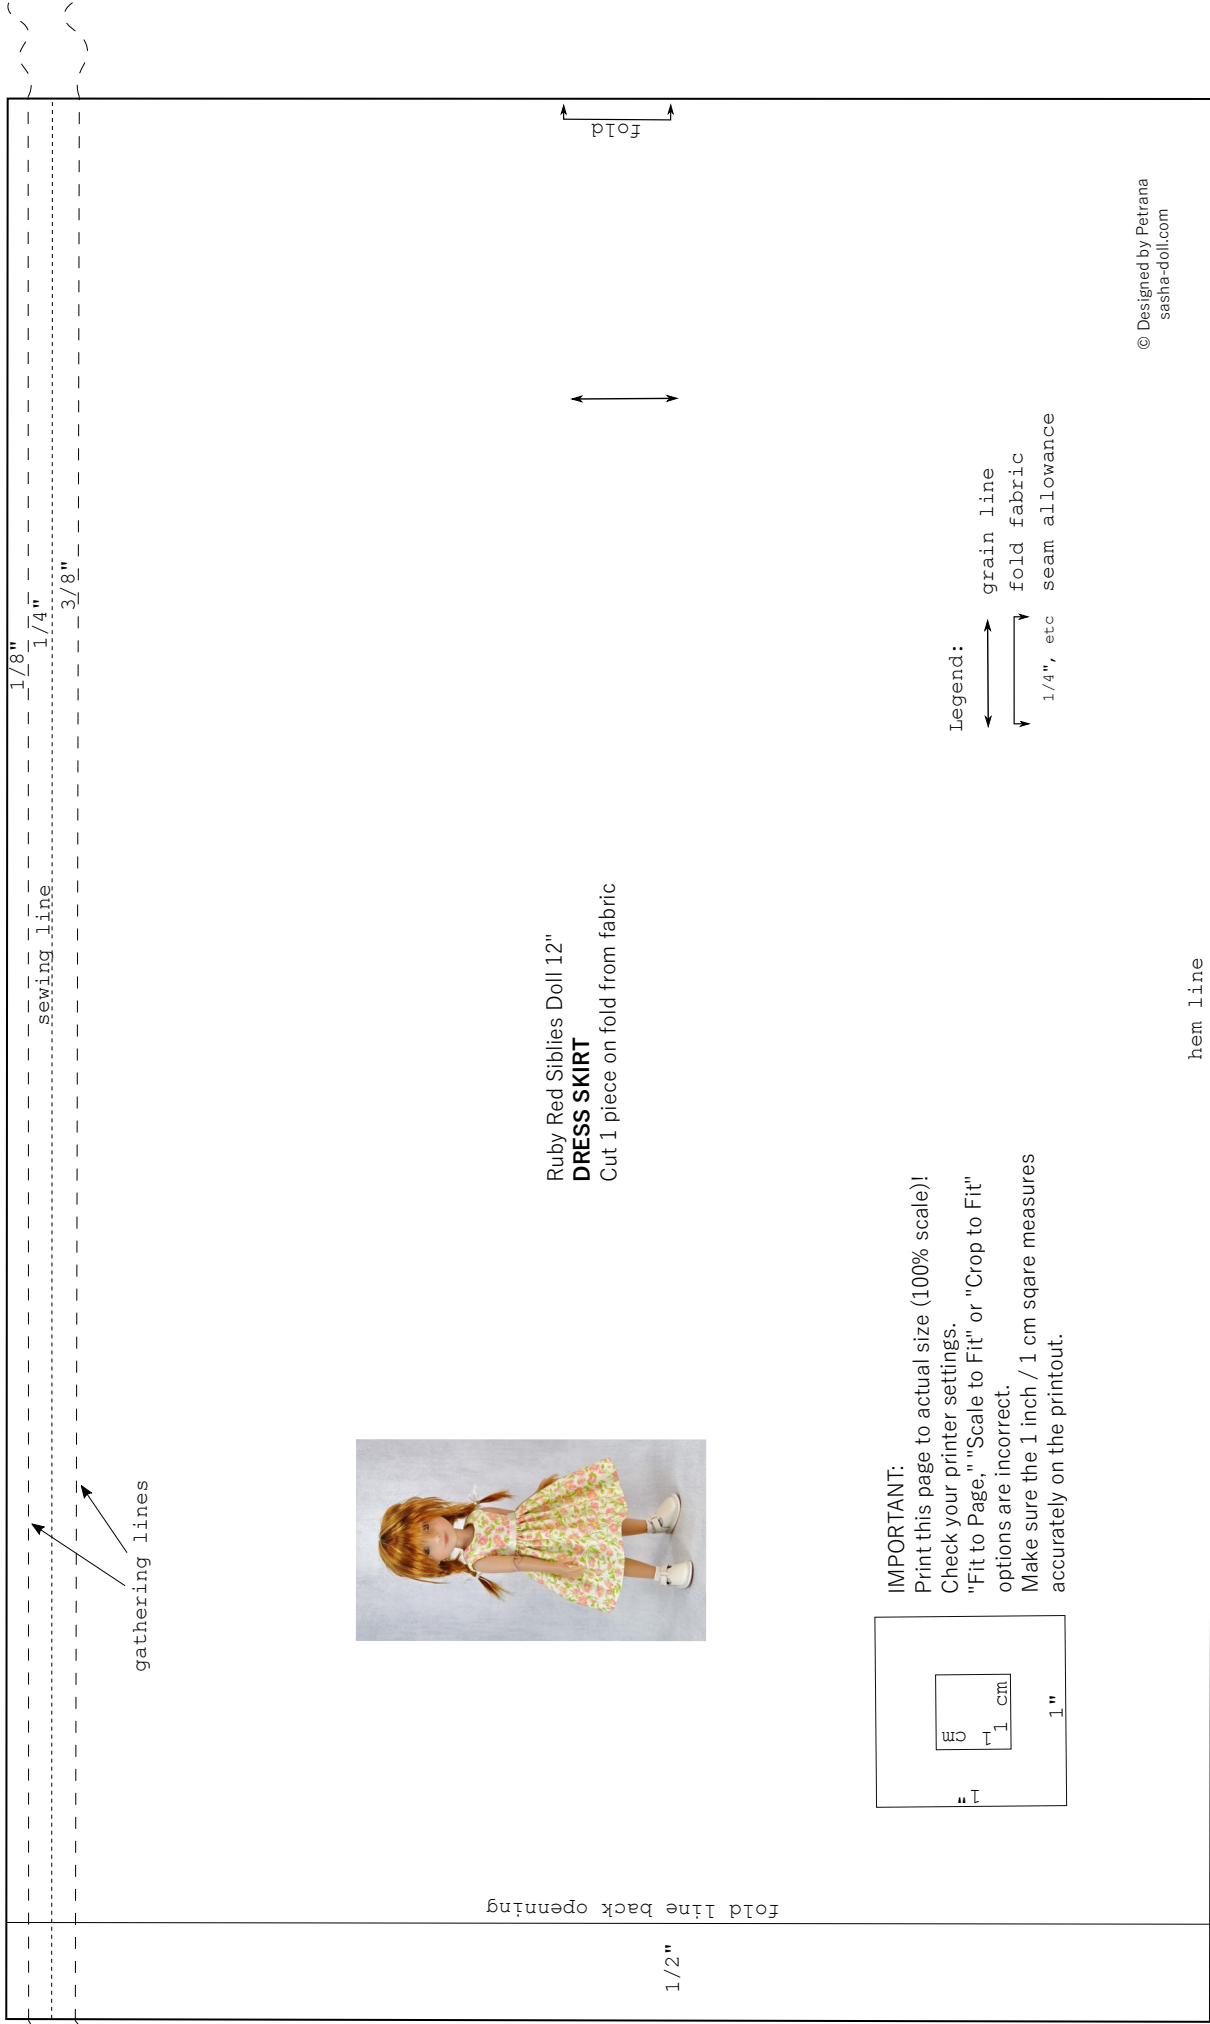 1/8"
1/4"
3/8"
sewing line
gathering lines
fold
Ruby Red Siblies Doll 12"
DRESS SKIRT
Cut 1 piece on fold from fabric
Legend:
grain line
fold fabric
1/4", etc seam allowance
© Designed by Petrana
sasha-doll.com
IMPORTANT:
Print this page to actual size (100% scale)!
Check your printer settings.
"Fit to Page," "Scale to Fit" or "Crop to Fit"
options are incorrect.
Make sure the 1 inch / 1 cm sqare measures
accurately on the printout.
1 cm
1 cm
1"
1"
hem line
fold line back openning
1/2"